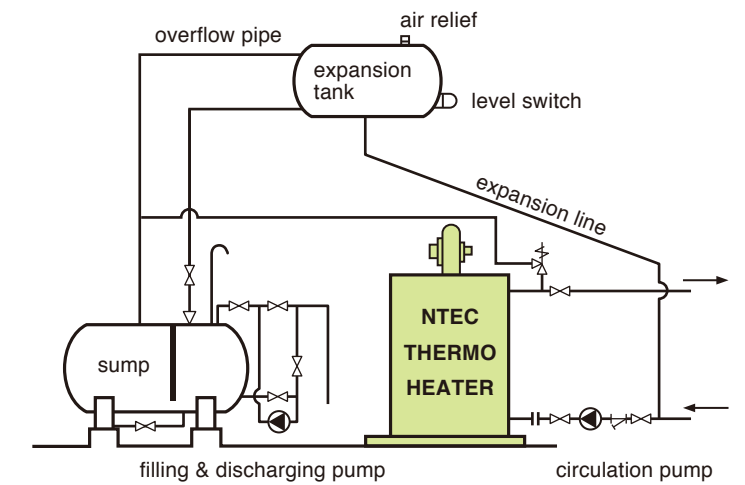 air relief
overflow pipe
expansion
tank
level switch
expansion line
NTEC
THERMO
HEATER
sump
filling & discharging pump
circulation pump